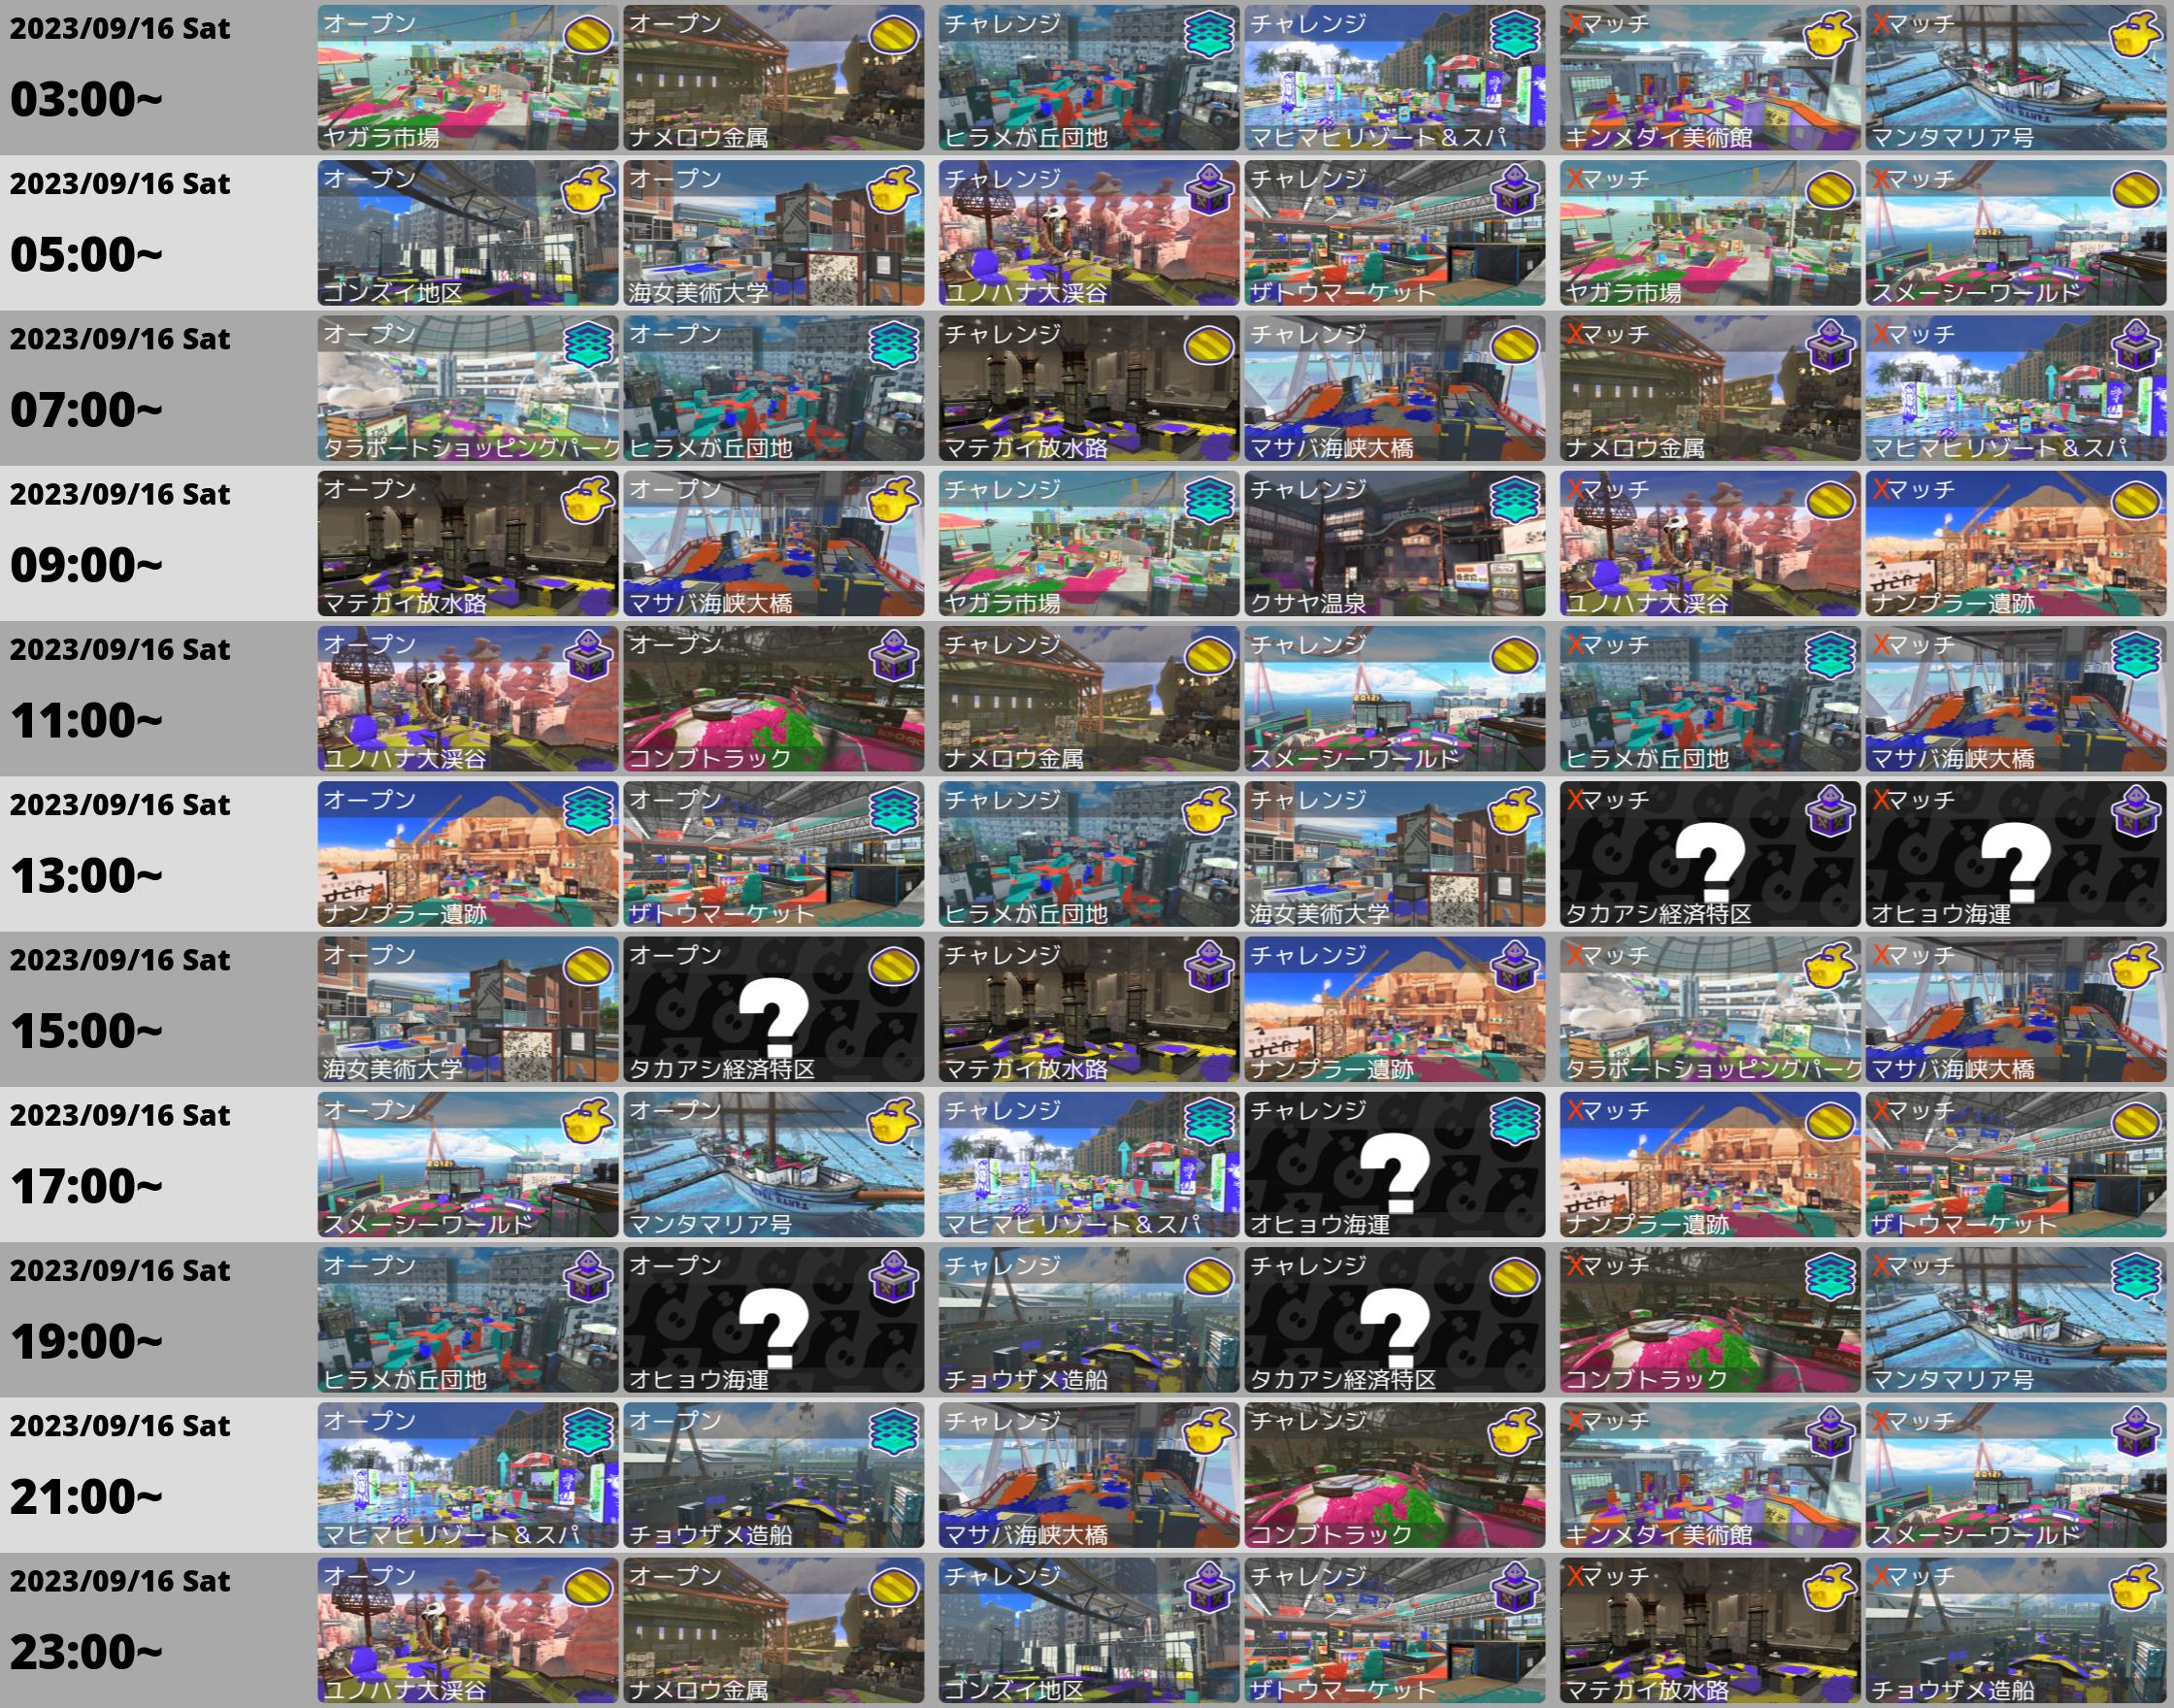 2023/09/16 Sat
03:00~
オープン
ヤガラ市場
オープン
ナメロウ金属
チャレンジ
ヒラメが丘団地
チャレンジ
マヒマヒリゾート＆スパ
Xマッチ
キンメダイ美術館
Xマッチ
マンタマリア号
2023/09/16 Sat
05:00~
オープン
ゴンズイ地区
オープン
海女美術大学
チャレンジ
ユノハナ大渓谷
チャレンジ
ザトウマーケット
Xマッチ
ヤガラ市場
Xマッチ
スメーシーワールド
2023/09/16 Sat
07:00~
オープン
タラポートショッピングパーク
オープン
ヒラメが丘団地
チャレンジ
マテガイ放水路
チャレンジ
マサバ海峡大橋
Xマッチ
ナメロウ金属
Xマッチ
マヒマヒリゾート＆スパ
2023/09/16 Sat
09:00~
オープン
マテガイ放水路
オープン
マサバ海峡大橋
チャレンジ
ヤガラ市場
チャレンジ
クサヤ温泉
Xマッチ
ユノハナ大渓谷
Xマッチ
ナンプラー遺跡
2023/09/16 Sat
11:00~
オープン
ユノハナ大渓谷
オープン
コンブトラック
チャレンジ
ナメロウ金属
チャレンジ
スメーシーワールド
Xマッチ
ヒラメが丘団地
Xマッチ
マサバ海峡大橋
2023/09/16 Sat
13:00~
オープン
ナンプラー遺跡
オープン
ザトウマーケット
チャレンジ
ヒラメが丘団地
チャレンジ
海女美術大学
Xマッチ
?
タカアシ経済特区
Xマッチ
?
オヒョウ海運
2023/09/16 Sat
15:00~
オープン
海女美術大学
オープン
?
タカアシ経済特区
チャレンジ
マテガイ放水路
チャレンジ
ナンプラー遺跡
Xマッチ
タラポートショッピングパーク
Xマッチ
マサバ海峡大橋
2023/09/16 Sat
17:00~
オープン
スメーシーワールド
オープン
マンタマリア号
チャレンジ
マヒマヒリゾート＆スパ
チャレンジ
?
オヒョウ海運
Xマッチ
ナンプラー遺跡
Xマッチ
ザトウマーケット
2023/09/16 Sat
19:00~
オープン
ヒラメが丘団地
オープン
?
オヒョウ海運
チャレンジ
チョウザメ造船
チャレンジ
?
タカアシ経済特区
Xマッチ
コンブトラック
Xマッチ
マンタマリア号
2023/09/16 Sat
21:00~
オープン
マヒマヒリゾート＆スパ
オープン
チョウザメ造船
チャレンジ
マサバ海峡大橋
チャレンジ
コンブトラック
Xマッチ
キンメダイ美術館
Xマッチ
スメーシーワールド
2023/09/16 Sat
23:00~
オープン
ユノハナ大渓谷
オープン
ナメロウ金属
チャレンジ
ゴンズイ地区
チャレンジ
ザトウマーケット
Xマッチ
マテガイ放水路
Xマッチ
チョウザメ造船